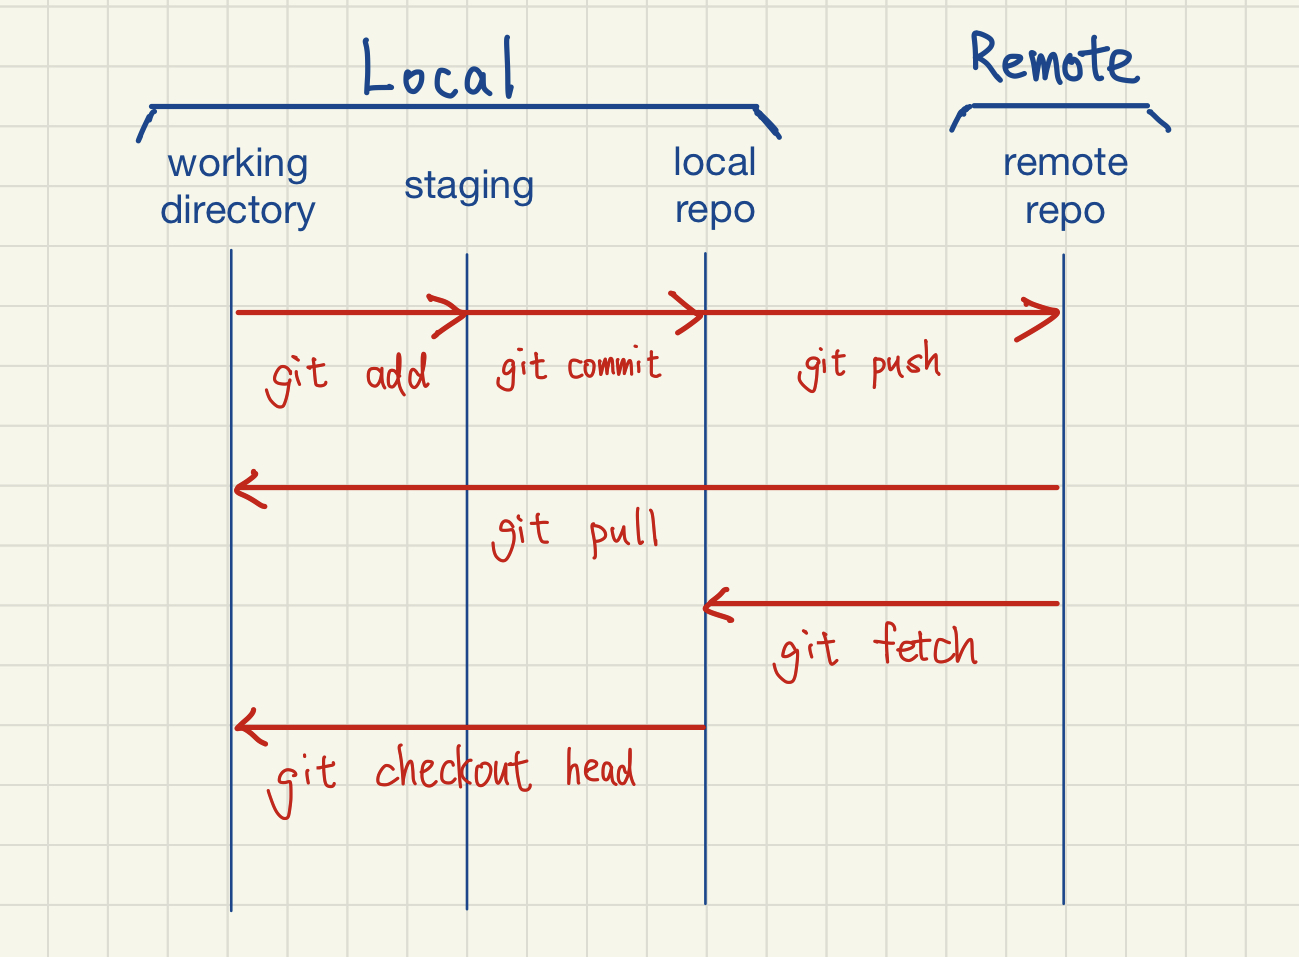 Local
Remote
working
directory
staging
local
repo
remote
repo
git add
git commit
git push
git pull
git fetch
git checkout head